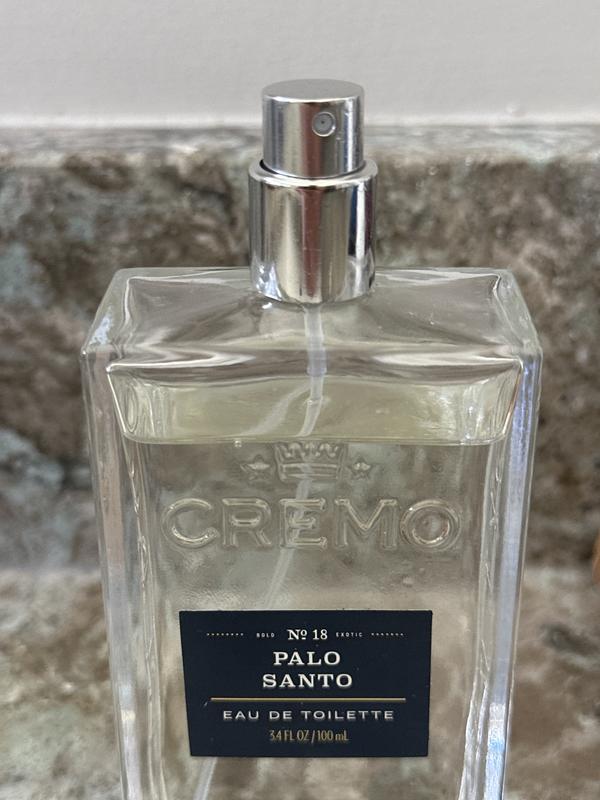 CREMO
BOLD Nº 18 EXOTIC
PALO
SANTO
EAU DE TOILETTE
3.4 FL OZ / 100 mL